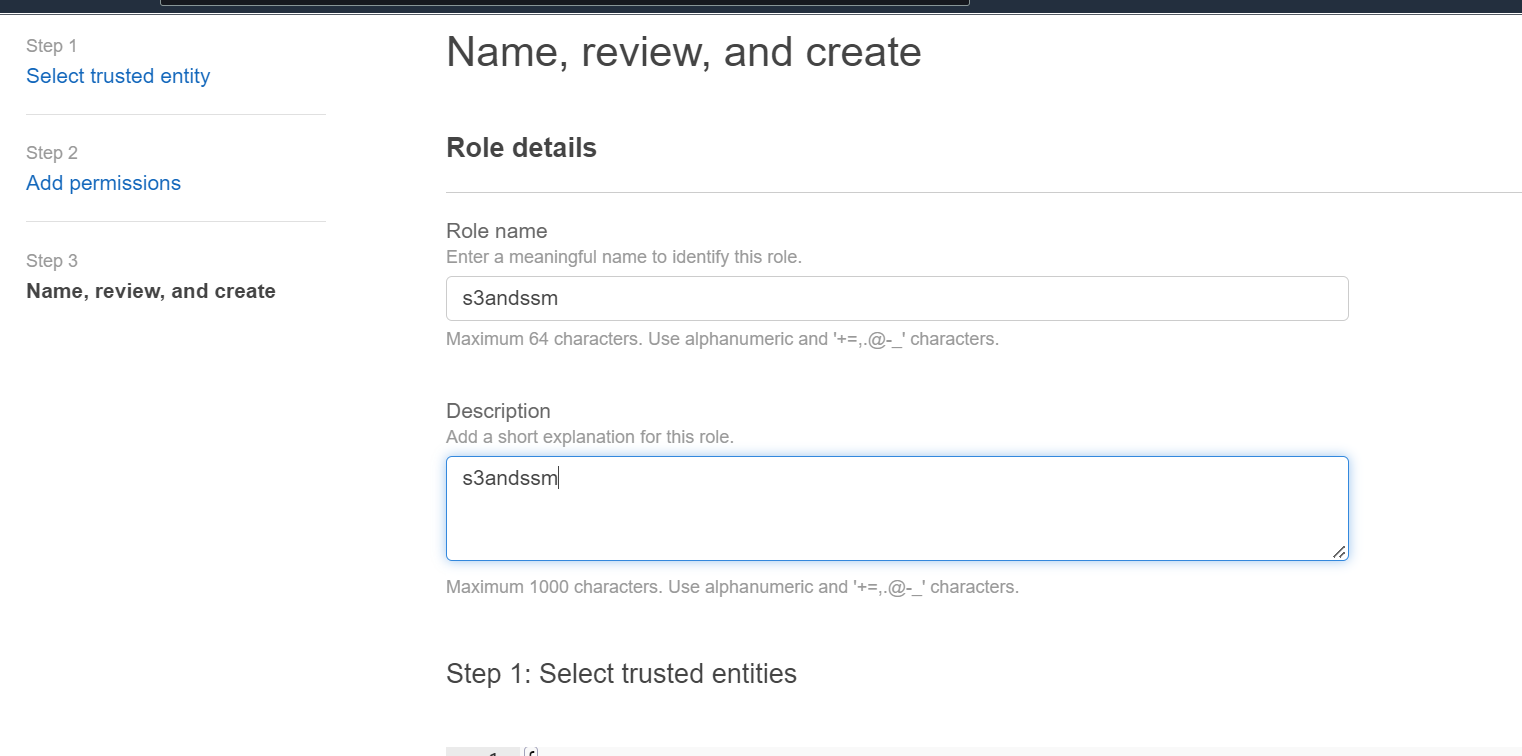 Step 1
Select trusted entity
Step 2
Add permissions
Step 3
Name, review, and create
Name, review, and create
Role details
Role name
Enter a meaningful name to identify this role.
s3andssm
Maximum 64 characters. Use alphanumeric and '+=,.@-_' characters.
Description
Add a short explanation for this role.
s3andssm
Maximum 1000 characters. Use alphanumeric and '+=,.@-_' characters.
Step 1: Select trusted entities